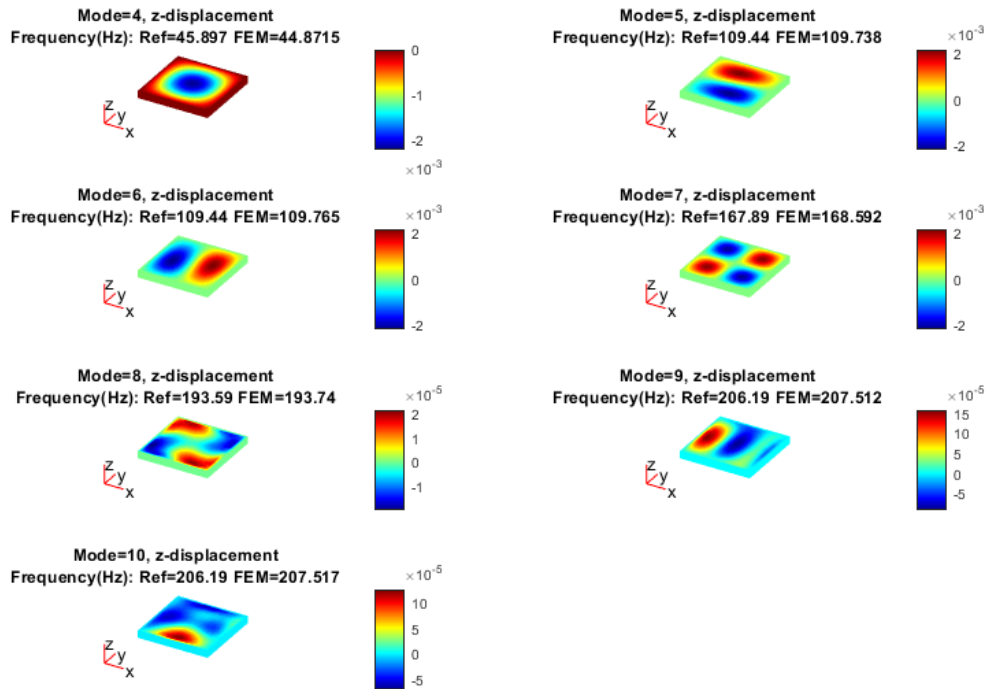 Mode=4, z-displacement
Frequency(Hz): Ref=45.897 FEM=44.8715
0
-1
-2
×10⁻³
z
y
x
Mode=5, z-displacement
Frequency(Hz): Ref=109.44 FEM=109.738
×10⁻³
2
0
-2
z
y
x
Mode=6, z-displacement
Frequency(Hz): Ref=109.44 FEM=109.765
×10⁻³
2
0
-2
z
y
x
Mode=7, z-displacement
Frequency(Hz): Ref=167.89 FEM=168.592
×10⁻³
2
0
-2
z
y
x
Mode=8, z-displacement
Frequency(Hz): Ref=193.59 FEM=193.74
×10⁻⁵
2
1
0
-1
z
y
x
Mode=9, z-displacement
Frequency(Hz): Ref=206.19 FEM=207.512
×10⁻⁵
15
10
5
0
-5
z
y
x
Mode=10, z-displacement
Frequency(Hz): Ref=206.19 FEM=207.517
×10⁻⁵
10
5
0
-5
z
y
x